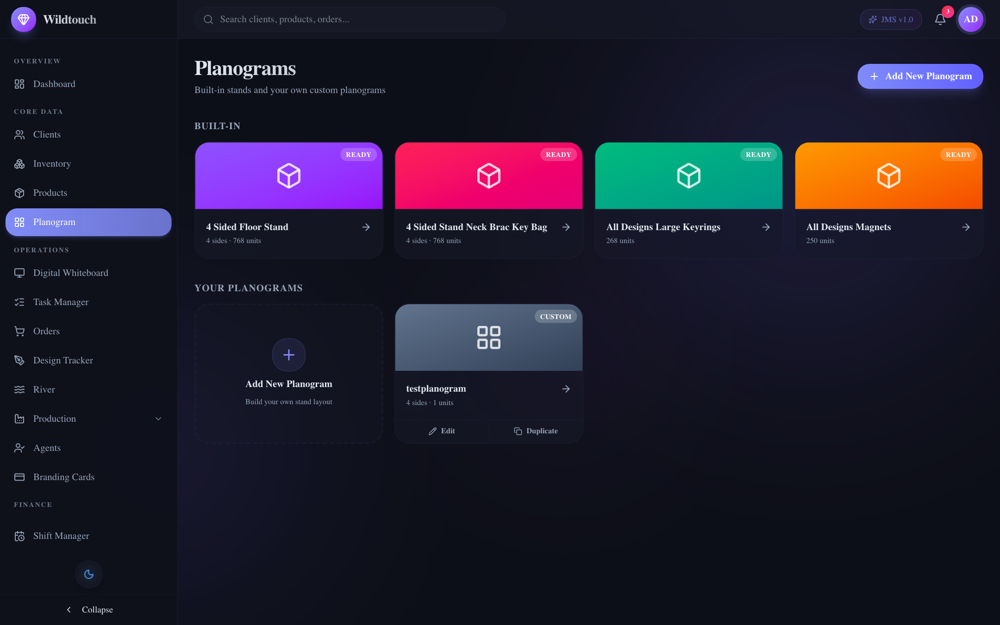 Wildtouch
Search clients, products, orders...
JMS v1.0
3
AD
OVERVIEW
Dashboard
CORE DATA
Clients
Inventory
Products
Planogram
OPERATIONS
Digital Whiteboard
Task Manager
Orders
Design Tracker
River
Production
Agents
Branding Cards
FINANCE
Shift Manager
Collapse
Planograms
Built-in stands and your own custom planograms
Add New Planogram
BUILT-IN
READY
4 Sided Floor Stand
4 sides · 768 units
READY
4 Sided Stand Neck Brac Key Bag
4 sides · 768 units
READY
All Designs Large Keyrings
268 units
READY
All Designs Magnets
250 units
YOUR PLANOGRAMS
Add New Planogram
Build your own stand layout
CUSTOM
testplanogram
4 sides · 1 units
Edit
Duplicate